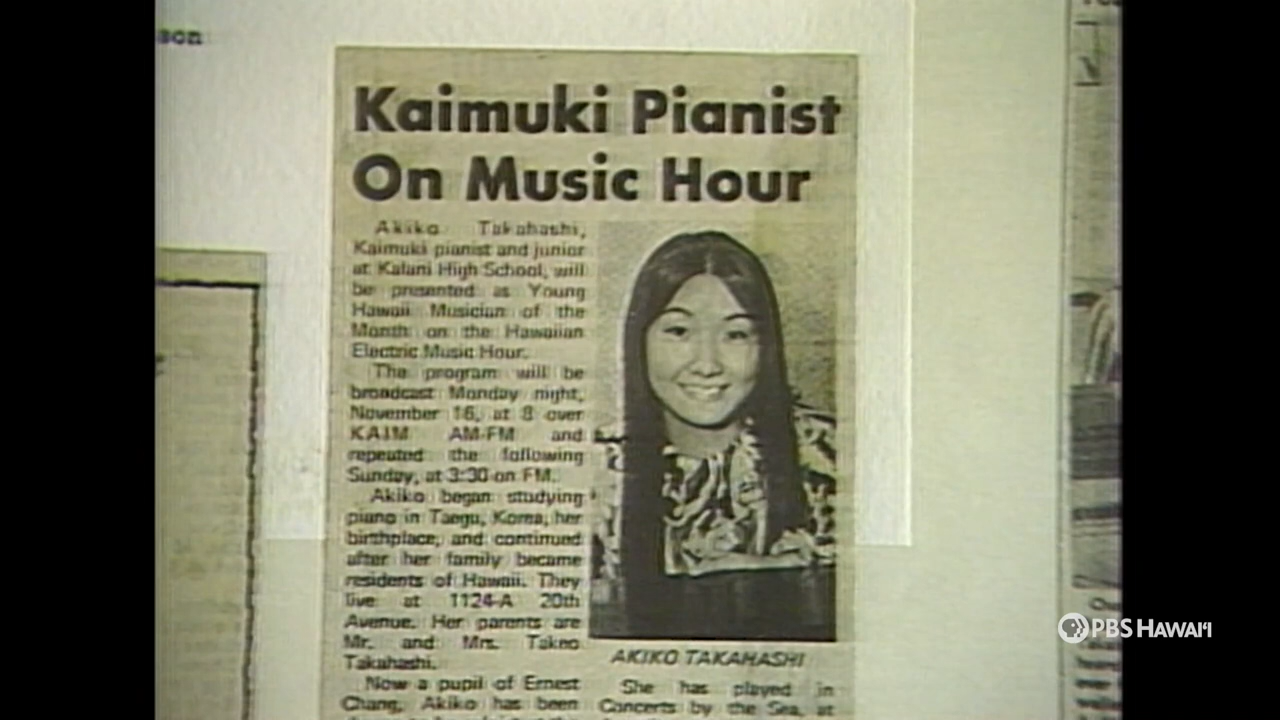 son
Kaimuki Pianist
On Music Hour
Akiko Takahashi,
Kaimuki pianist and junior
at Kalani High School, will
be presented as Young
Hawaii Musician of the
Month on the Hawaiian
Electric Music Hour.
The program will be
broadcast Monday night,
November 16, at 8 over
KAIM AM-FM and
repeated the following
Sunday, at 3:30 on FM.
Akiko began studying
piano in Taegu, Korea, her
birthplace, and continued
after her family became
residents of Hawaii. They
live at 1124-A 20th
Avenue. Her parents are
Mr. and Mrs. Takeo
Takahashi.
Now a pupil of Ernest
Chang, Akiko has been
AKIKO TAKAHASHI
She has played in
Concerts by the Sea, at
PBS HAWAIʻI